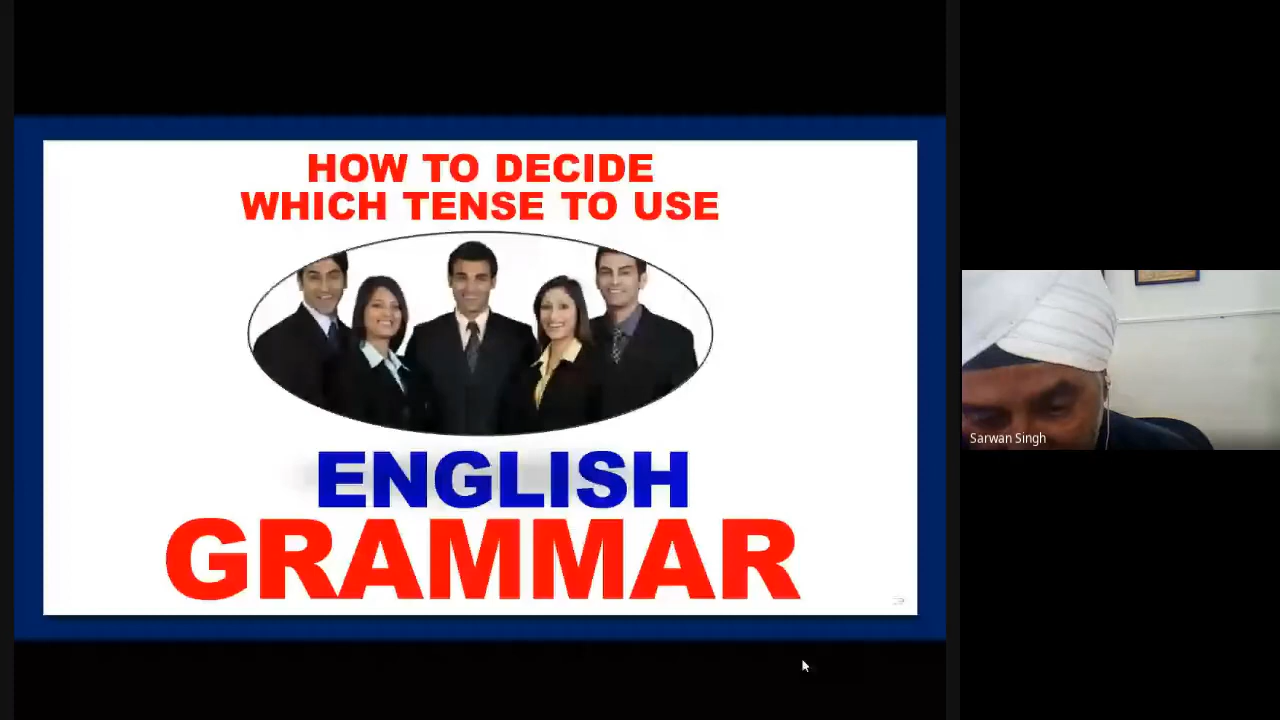 HOW TO DECIDE
WHICH TENSE TO USE
ENGLISH
GRAMMAR
Sarwan Singh